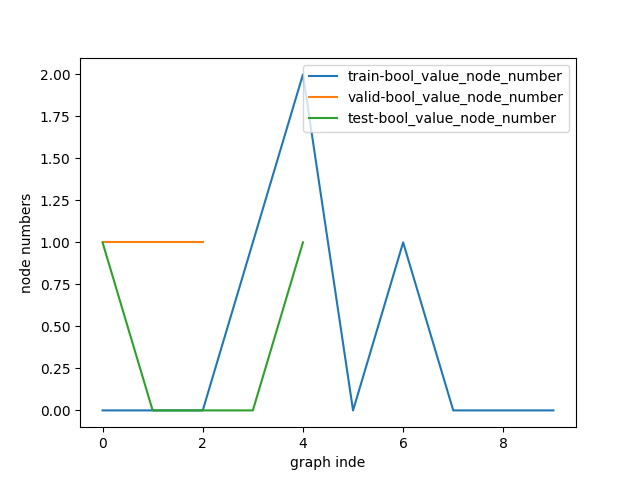 train-bool_value_node_number
valid-bool_value_node_number
test-bool_value_node_number
2.00
1.75
1.50
1.25
1.00
0.75
0.50
0.25
0.00
node numbers
0 2 4 6 8
graph inde